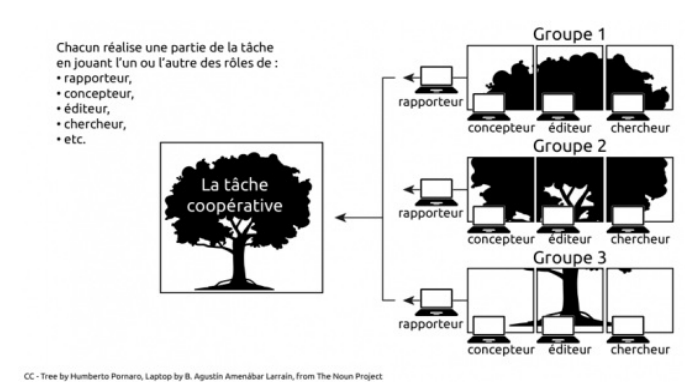 Chacun réalise une partie de la tâche
en jouant l'un ou l'autre des rôles de :
• rapporteur,
• concepteur,
• éditeur,
• chercheur,
• etc.
La tâche
coopérative
Groupe 1
rapporteur
concepteur éditeur chercheur
Groupe 2
rapporteur
concepteur éditeur chercheur
Groupe 3
rapporteur
concepteur éditeur chercheur
CC - Tree by Humberto Pornaro, Laptop by B. Agustín Amenábar Larraín, from The Noun Project